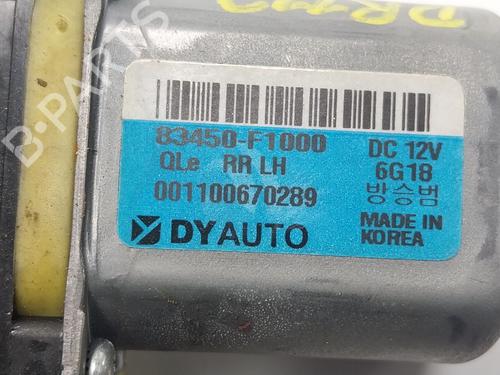 83450-F1000
QLe RR LH
001100670289
DYAUTO
DC 12V
6G18
방승범
MADE IN
KOREA
B-PARTS